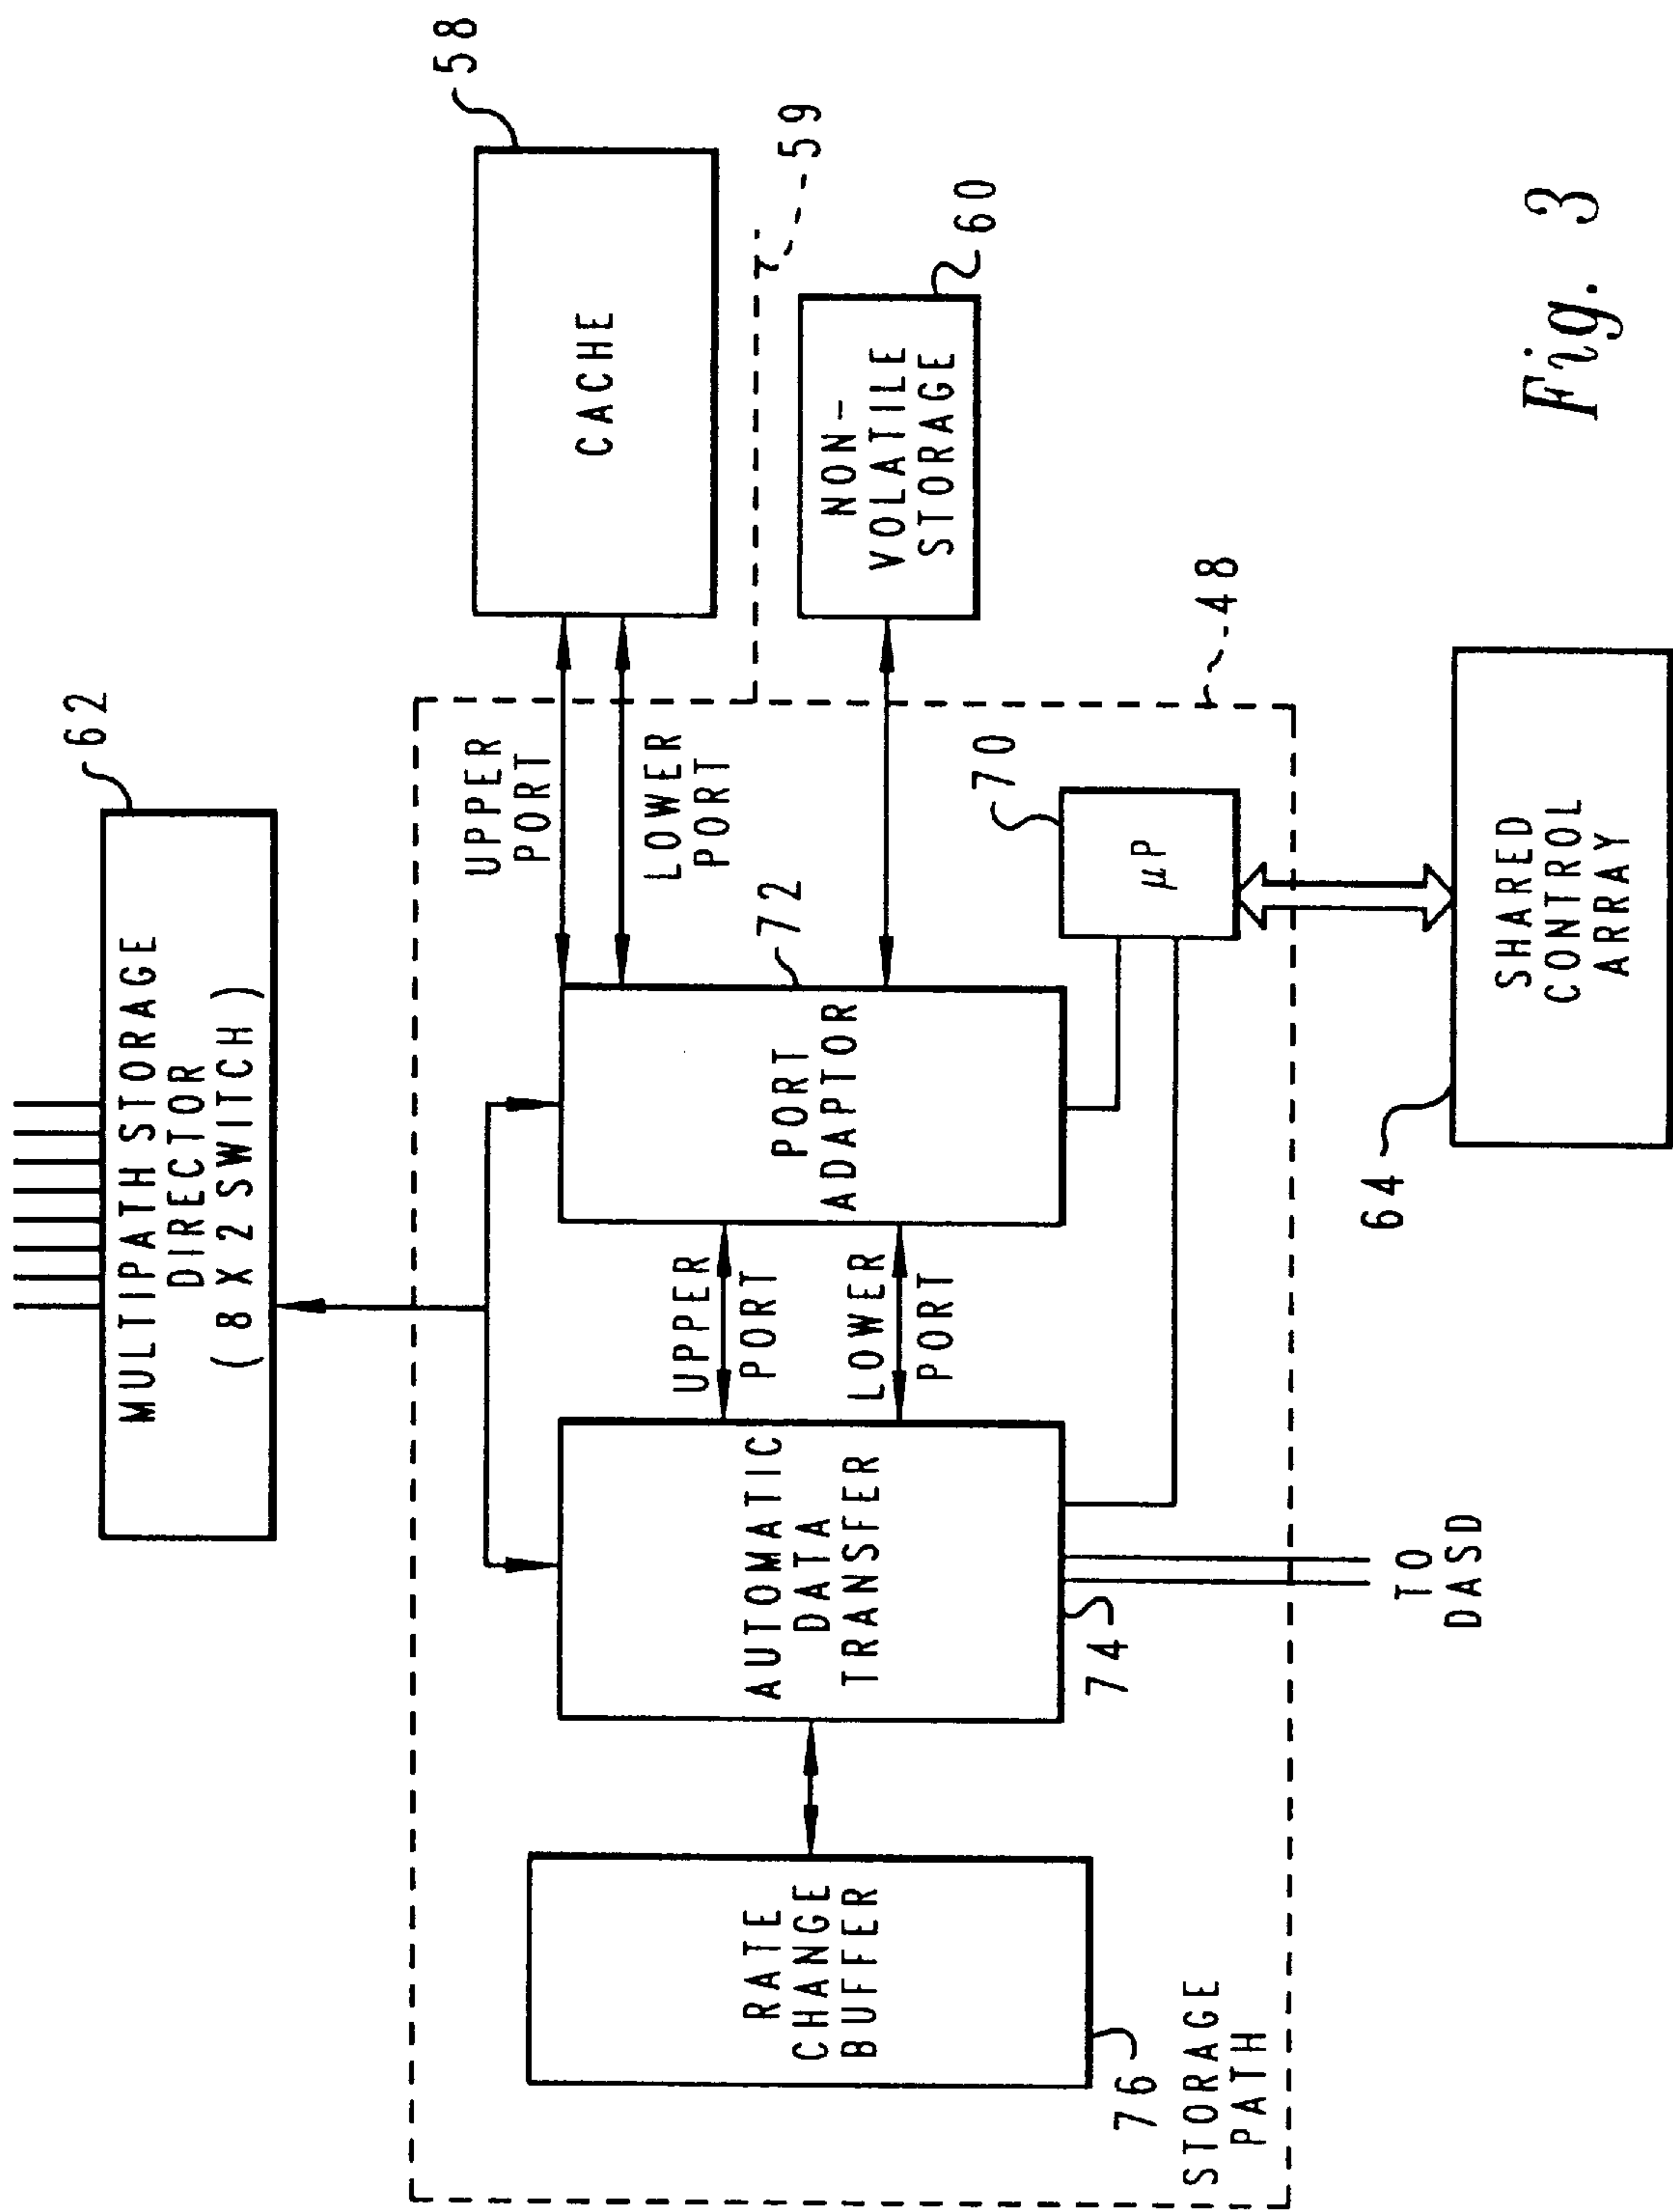 62
MULTIPATH STORAGE
DIRECTOR
( 8 X 2 SWITCH )
58
CACHE
59
NON-
VOLATILE
STORAGE
60
UPPER
PORT
LOWER
PORT
72
PORT
ADAPTOR
70
μP
48
UPPER
PORT
LOWER
PORT
AUTOMATIC
DATA
TRANSFER
74
RATE
CHANGE
BUFFER
76
STORAGE
PATH
TO
DASD
64
SHARED
CONTROL
ARRAY
Fig. 3